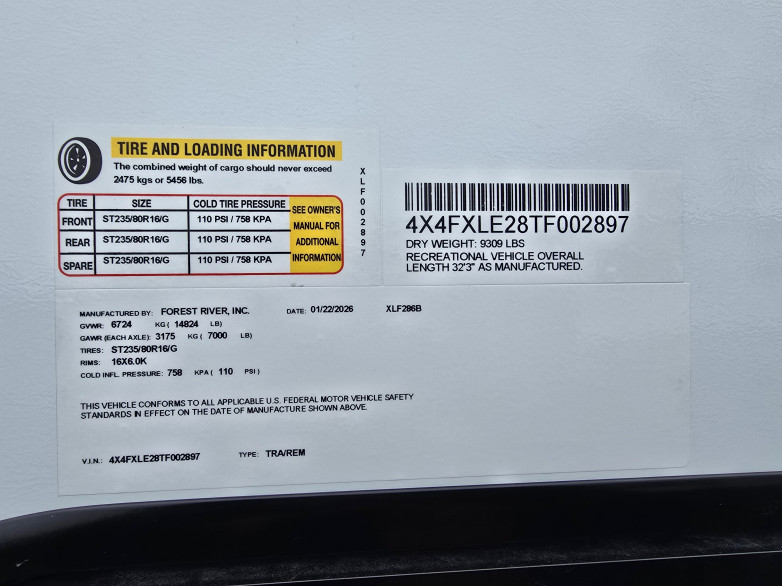 TIRE AND LOADING INFORMATION
The combined weight of cargo should never exceed
2475 kgs or 5456 lbs.
TIRE SIZE COLD TIRE PRESSURE
FRONT ST235/80R16/G 110 PSI / 758 KPA
REAR ST235/80R16/G 110 PSI / 758 KPA
SPARE ST235/80R16/G 110 PSI / 758 KPA
SEE OWNER'S
MANUAL FOR
ADDITIONAL
INFORMATION
XLF002897
4X4FXLE28TF002897
DRY WEIGHT: 9309 LBS
RECREATIONAL VEHICLE OVERALL
LENGTH 32'3" AS MANUFACTURED.
MANUFACTURED BY: FOREST RIVER, INC. DATE: 01/22/2026 XLF286B
GVWR: 6724 KG ( 14824 LB)
GAWR (EACH AXLE): 3175 KG ( 7000 LB)
TIRES: ST235/80R16/G
RIMS: 16X6.0K
COLD INFL. PRESSURE: 758 KPA ( 110 PSI )
THIS VEHICLE CONFORMS TO ALL APPLICABLE U.S. FEDERAL MOTOR VEHICLE SAFETY
STANDARDS IN EFFECT ON THE DATE OF MANUFACTURE SHOWN ABOVE.
V.I.N.: 4X4FXLE28TF002897 TYPE: TRA/REM